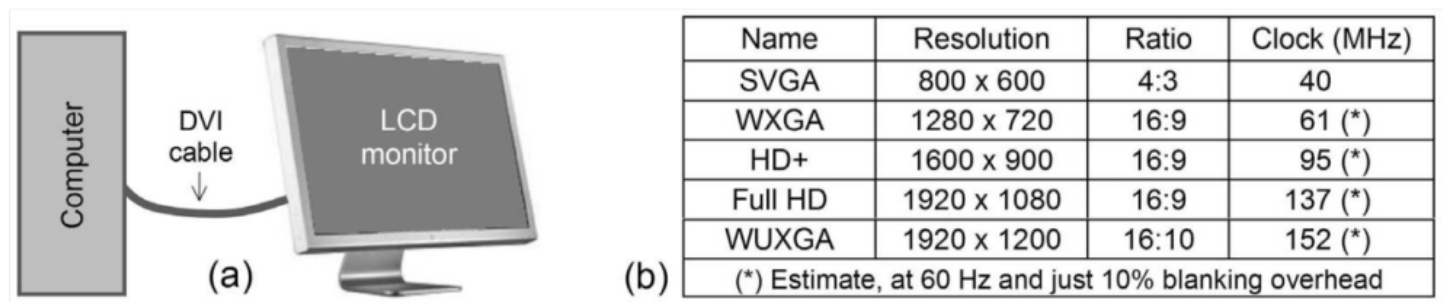 Computer
DVI
cable
LCD
monitor
(a)
(b)
Name Resolution Ratio Clock (MHz)
SVGA 800 x 600 4:3 40
WXGA 1280 x 720 16:9 61 (*)
HD+ 1600 x 900 16:9 95 (*)
Full HD 1920 x 1080 16:9 137 (*)
WUXGA 1920 x 1200 16:10 152 (*)
(*) Estimate, at 60 Hz and just 10% blanking overhead